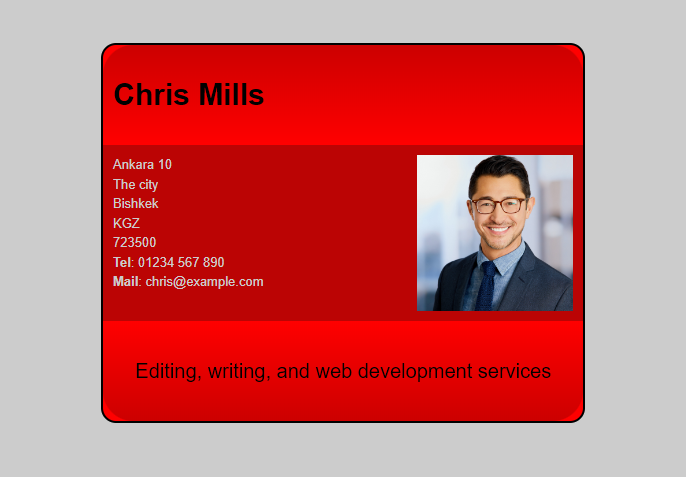 Chris Mills
Ankara 10
The city
Bishkek
KGZ
723500
Tel: 01234 567 890
Mail: chris@example.com
Editing, writing, and web development services